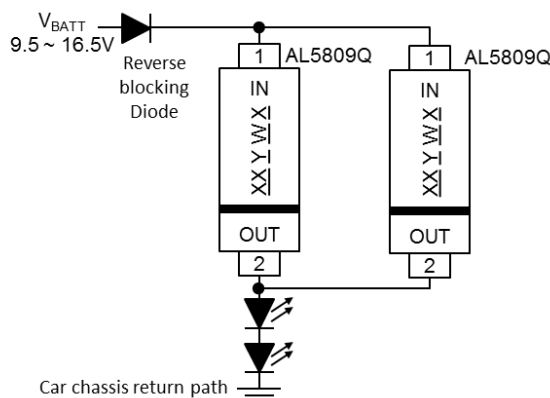 V_BATT
9.5 ~ 16.5V
Reverse
blocking
Diode
1
AL5809Q
IN
XX Y W X
OUT
2
1
AL5809Q
IN
XX Y W X
OUT
2
Car chassis return path